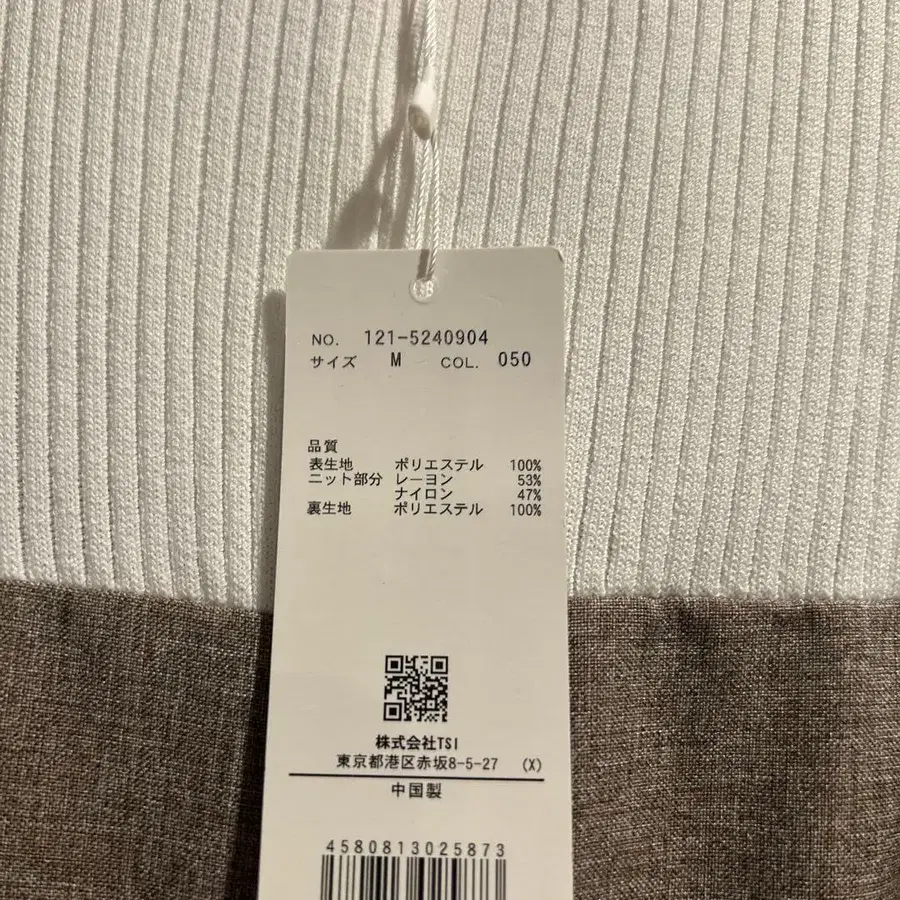 NO. 121-5240904
サイズ M COL. 050
品質
表生地 ポリエステル 100%
ニット部分 レーヨン 53%
ナイロン 47%
裏生地 ポリエステル 100%
株式会社TSI
東京都港区赤坂8-5-27 (X)
中国製
4580813025873